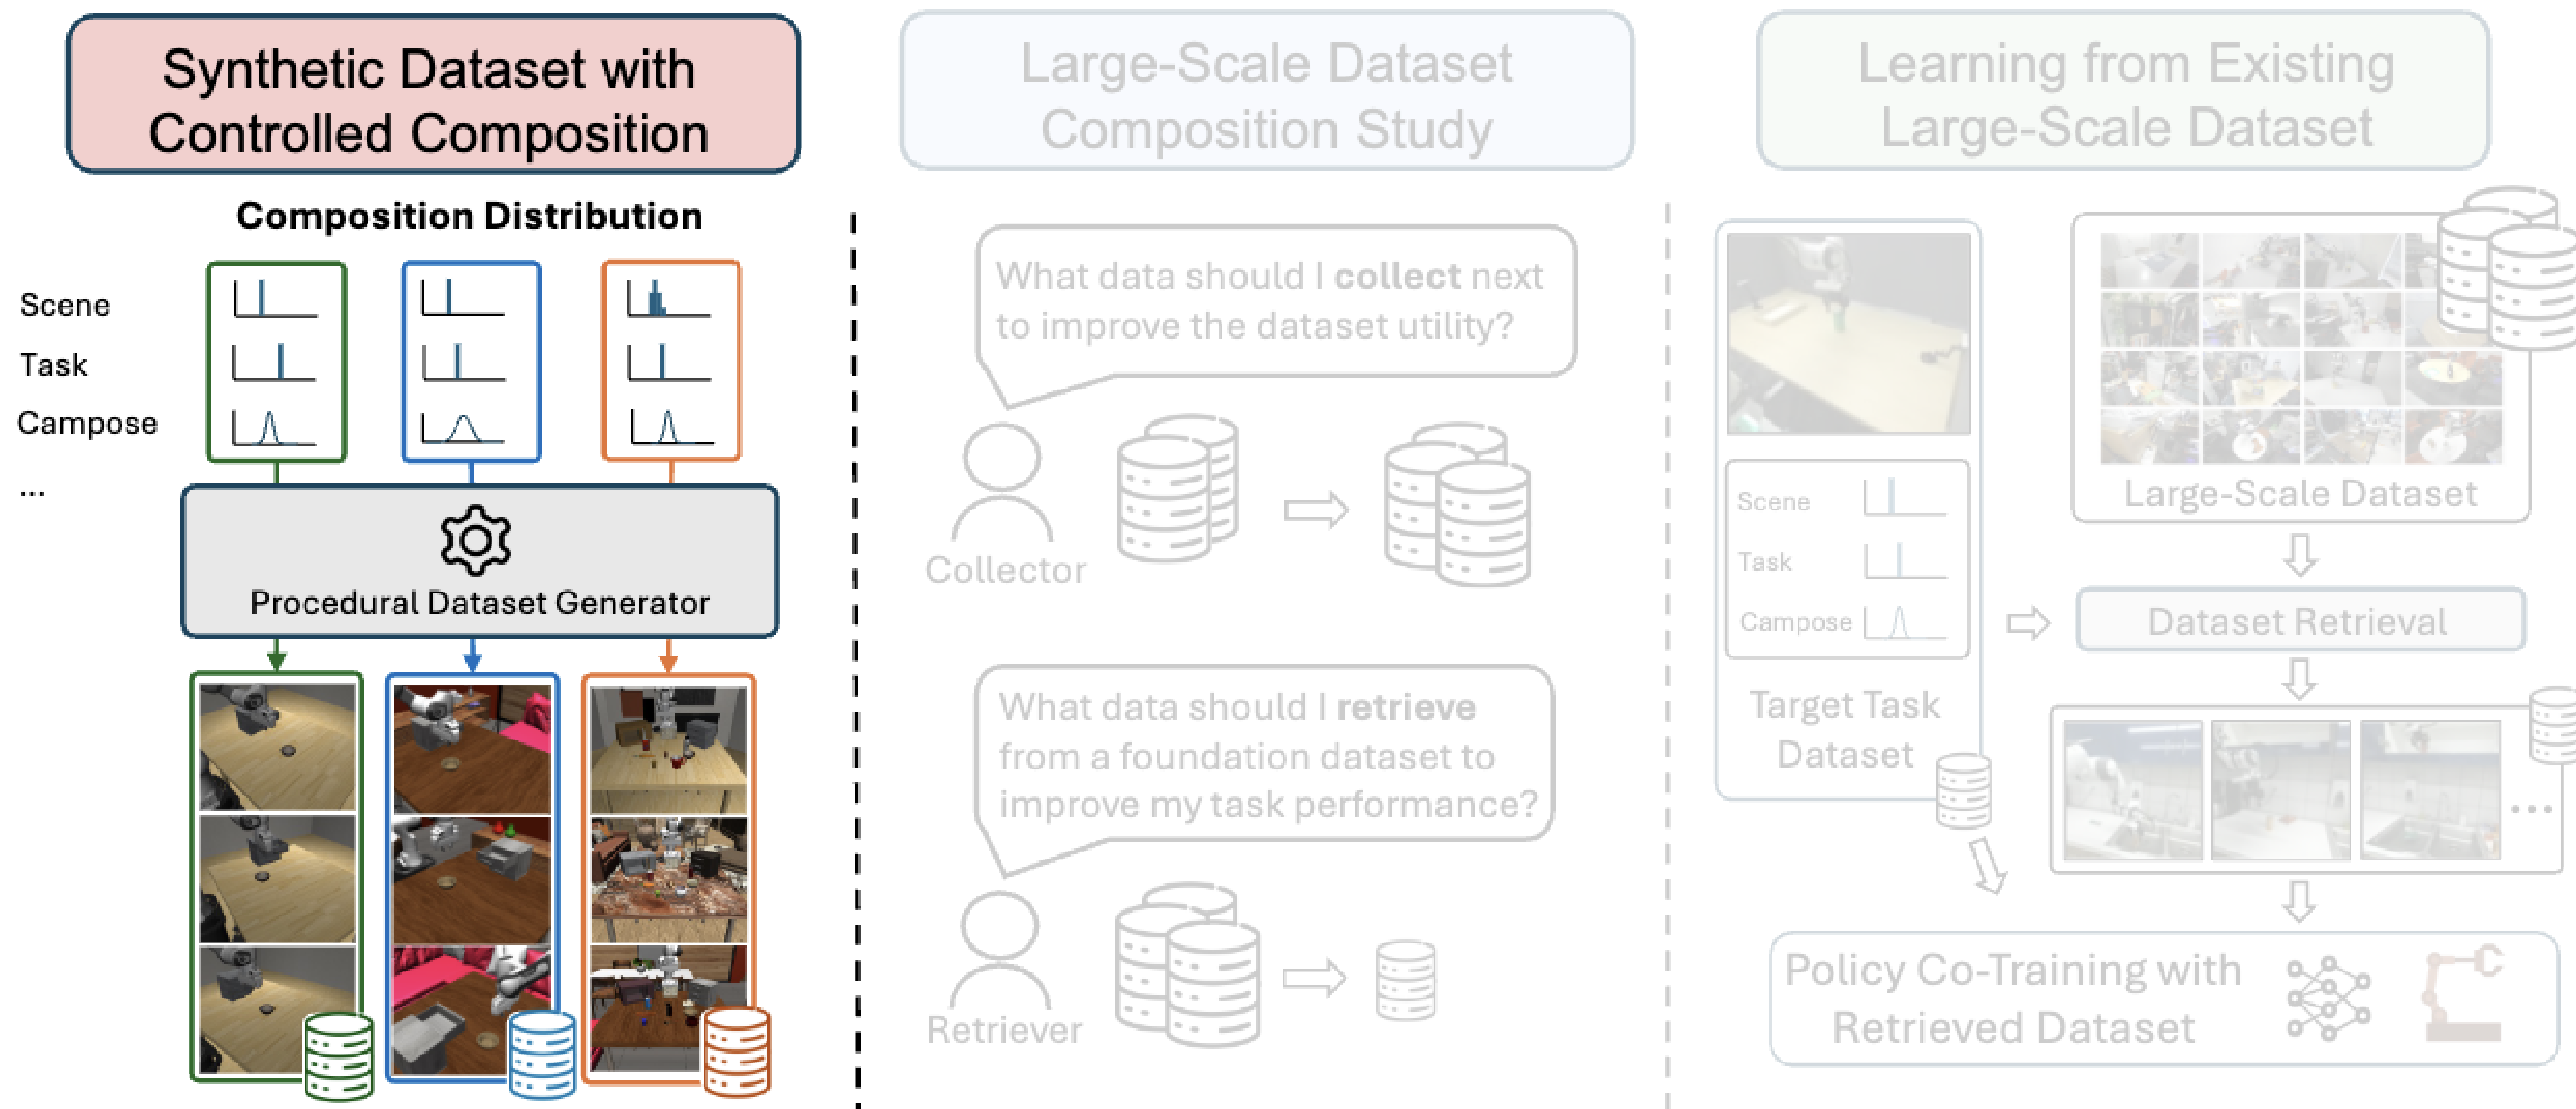 Synthetic Dataset with
Controlled Composition
Composition Distribution
Scene
Task
Campose
...
Procedural Dataset Generator
Large-Scale Dataset
Composition Study
What data should I collect next
to improve the dataset utility?
Collector
What data should I retrieve
from a foundation dataset to
improve my task performance?
Retriever
Learning from Existing
Large-Scale Dataset
Scene
Task
Campose
Target Task
Dataset
Large-Scale Dataset
Dataset Retrieval
...
Policy Co-Training with
Retrieved Dataset